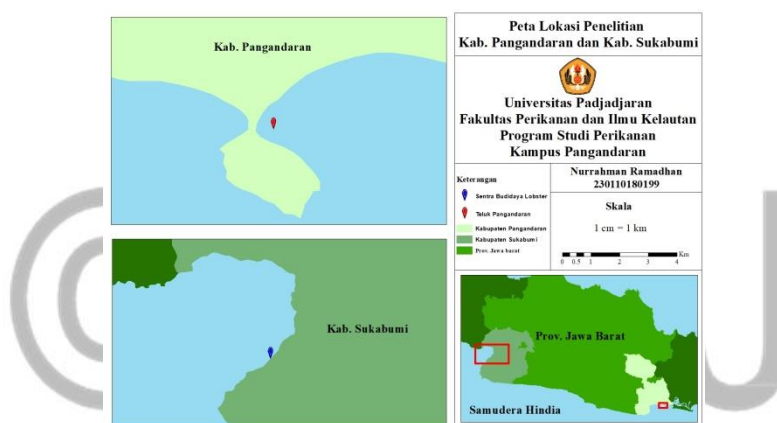 Kab. Pangandaran
Kab. Sukabumi
Peta Lokasi Penelitian
Kab. Pangandaran dan Kab. Sukabumi
Universitas Padjadjaran
Fakultas Perikanan dan Ilmu Kelautan
Program Studi Perikanan
Kampus Pangandaran
Keterangan
Sentra Budidaya Lobster
Teluk Pangandaran
Kabupaten Pangandaran
Kabupaten Sukabumi
Prov. Jawa barat
Nurrahman Ramadhan
230110180199
Skala
1 cm = 1 km
Km
0 0.5 1 2 3 4
Prov. Jawa Barat
Samudera Hindia